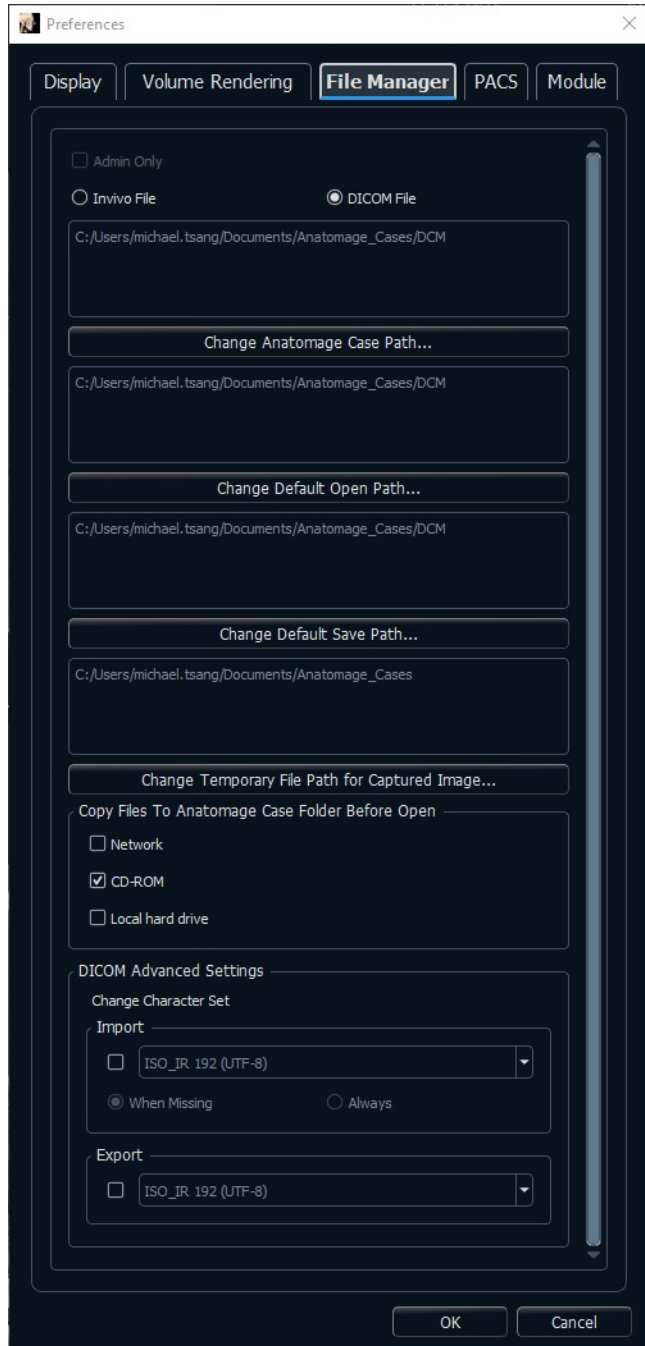 Preferences
Display Volume Rendering File Manager PACS Module
Admin Only
Invivo File DICOM File
C:/Users/michael.tsang/Documents/Anatomage_Cases/DCM
Change Anatomage Case Path...
C:/Users/michael.tsang/Documents/Anatomage_Cases/DCM
Change Default Open Path...
C:/Users/michael.tsang/Documents/Anatomage_Cases/DCM
Change Default Save Path...
C:/Users/michael.tsang/Documents/Anatomage_Cases
Change Temporary File Path for Captured Image...
Copy Files To Anatomage Case Folder Before Open
Network
CD-ROM
Local hard drive
DICOM Advanced Settings
Change Character Set
Import
ISO_IR 192 (UTF-8)
When Missing Always
Export
ISO_IR 192 (UTF-8)
OK Cancel